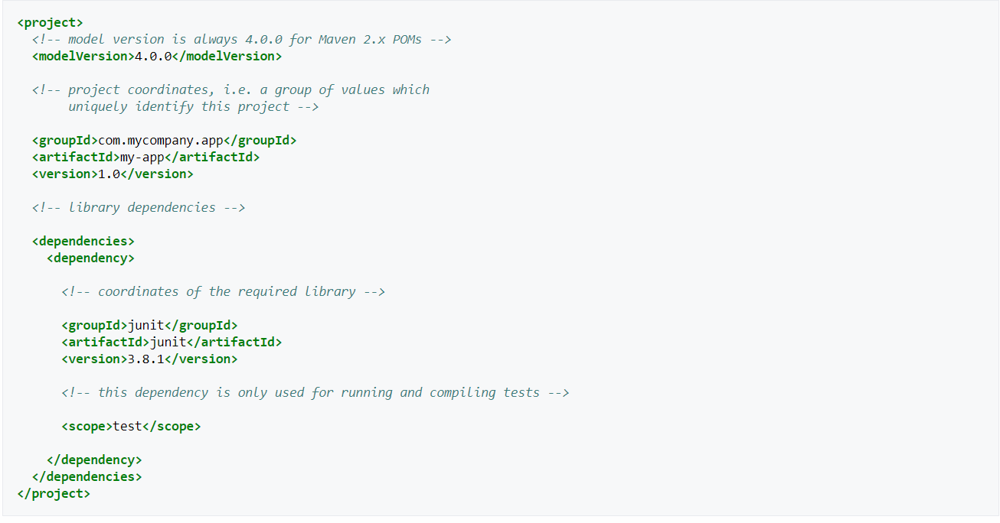 <project>
<!-- model version is always 4.0.0 for Maven 2.x POMs -->
<modelVersion>4.0.0</modelVersion>
<!-- project coordinates, i.e. a group of values which
uniquely identify this project -->
<groupId>com.mycompany.app</groupId>
<artifactId>my-app</artifactId>
<version>1.0</version>
<!-- library dependencies -->
<dependencies>
<dependency>
<!-- coordinates of the required library -->
<groupId>junit</groupId>
<artifactId>junit</artifactId>
<version>3.8.1</version>
<!-- this dependency is only used for running and compiling tests -->
<scope>test</scope>
</dependency>
</dependencies>
</project>